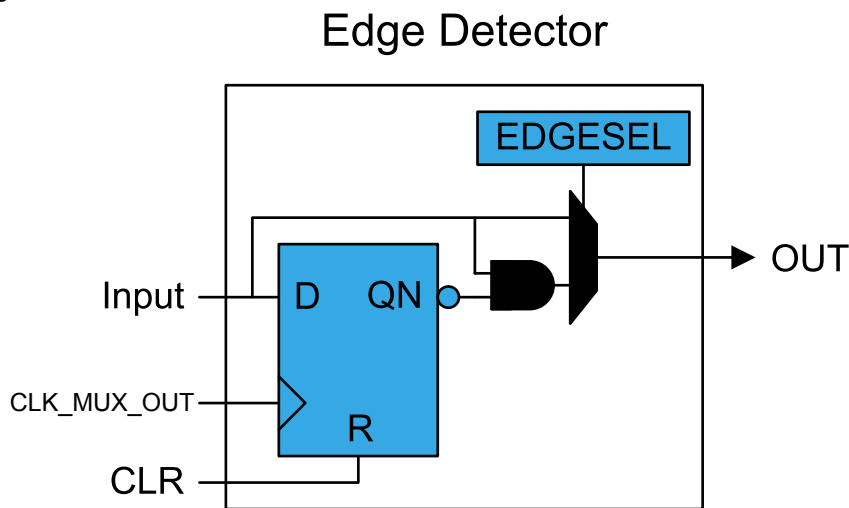 Edge Detector
EDGESEL
OUT
Input
D
QN
CLK_MUX_OUT
R
CLR